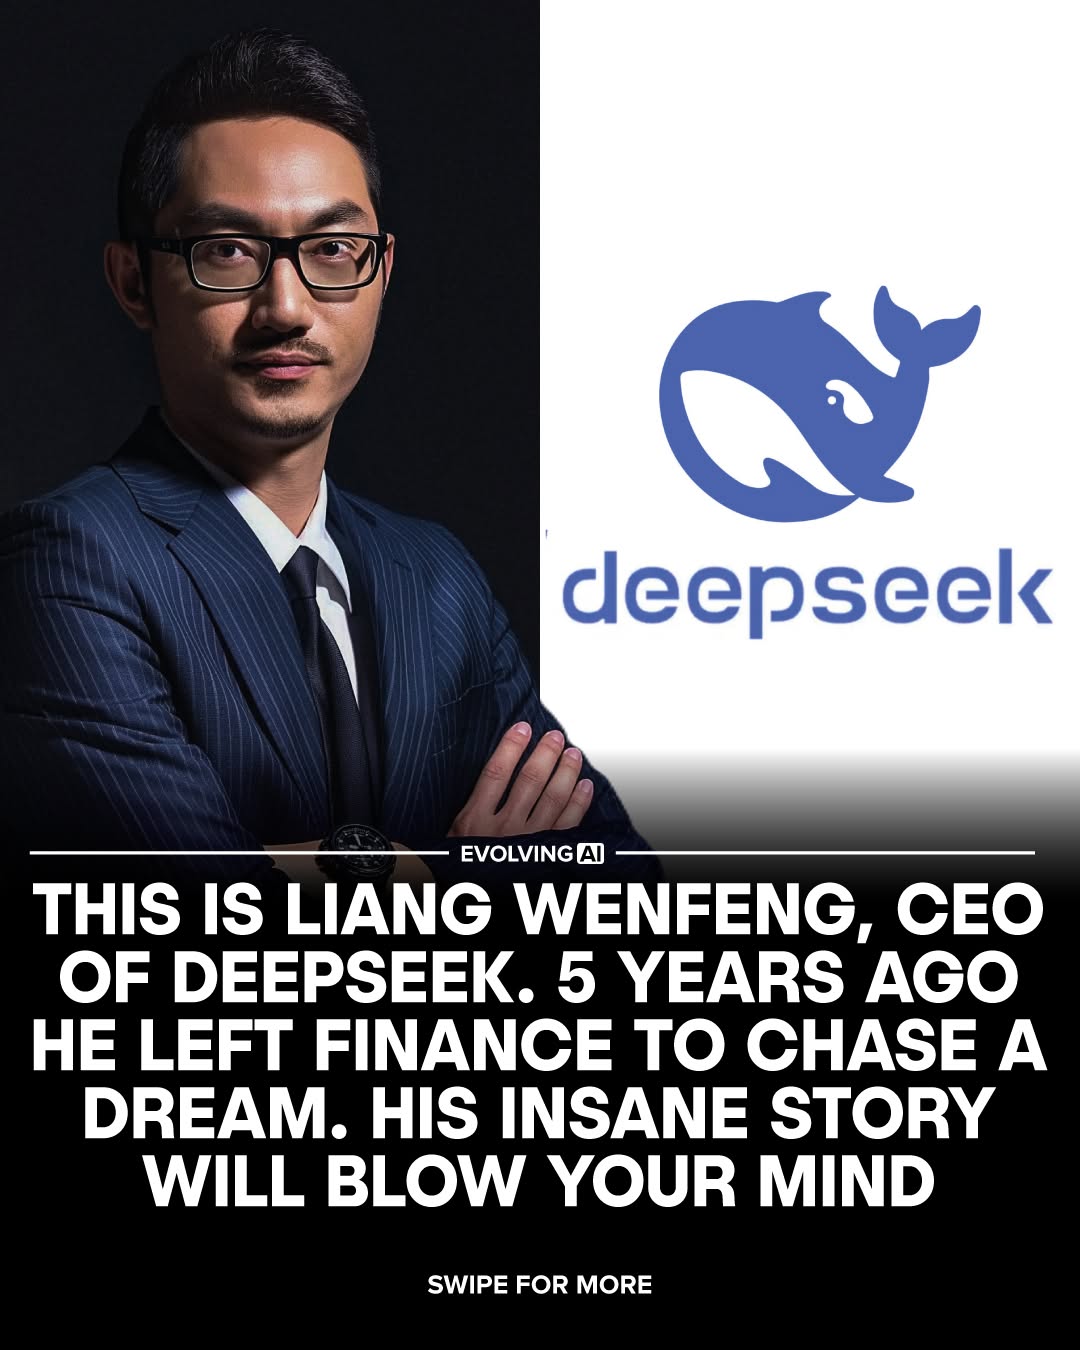 deepseek
EVOLVING AI
THIS IS LIANG WENFENG, CEO
OF DEEPSEEK. 5 YEARS AGO
HE LEFT FINANCE TO CHASE A
DREAM. HIS INSANE STORY
WILL BLOW YOUR MIND
SWIPE FOR MORE